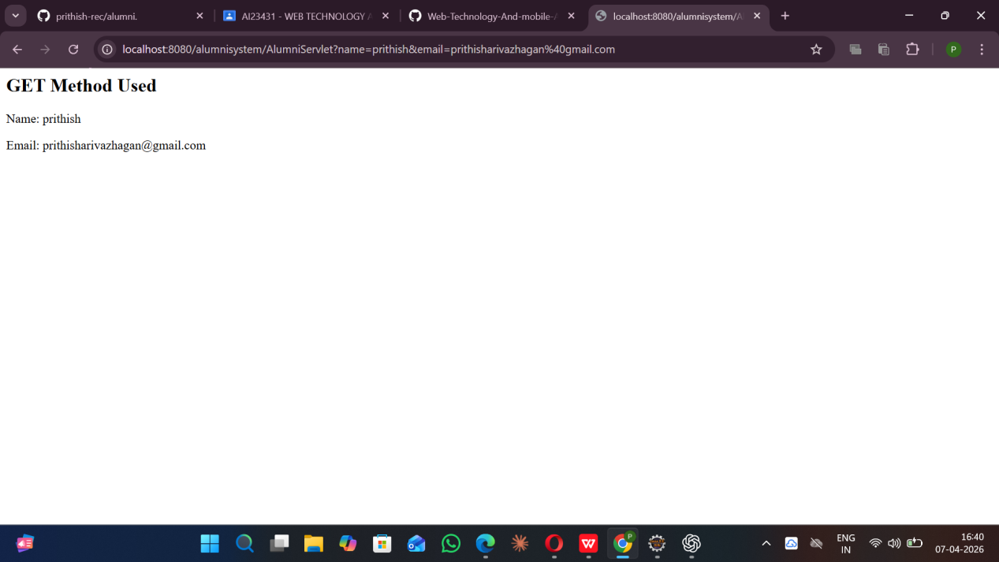 prithish-rec/alumni.
AI23431 - WEB TECHNOLOGY A
Web-Technology-And-mobile-A
localhost:8080/alumnisystem/A
localhost:8080/alumnisystem/AlumniServlet?name=prithish&email=prithisharivazhagan%40gmail.com
P
GET Method Used
Name: prithish
Email: prithisharivazhagan@gmail.com
W
P
ENG
IN
16:40
07-04-2026